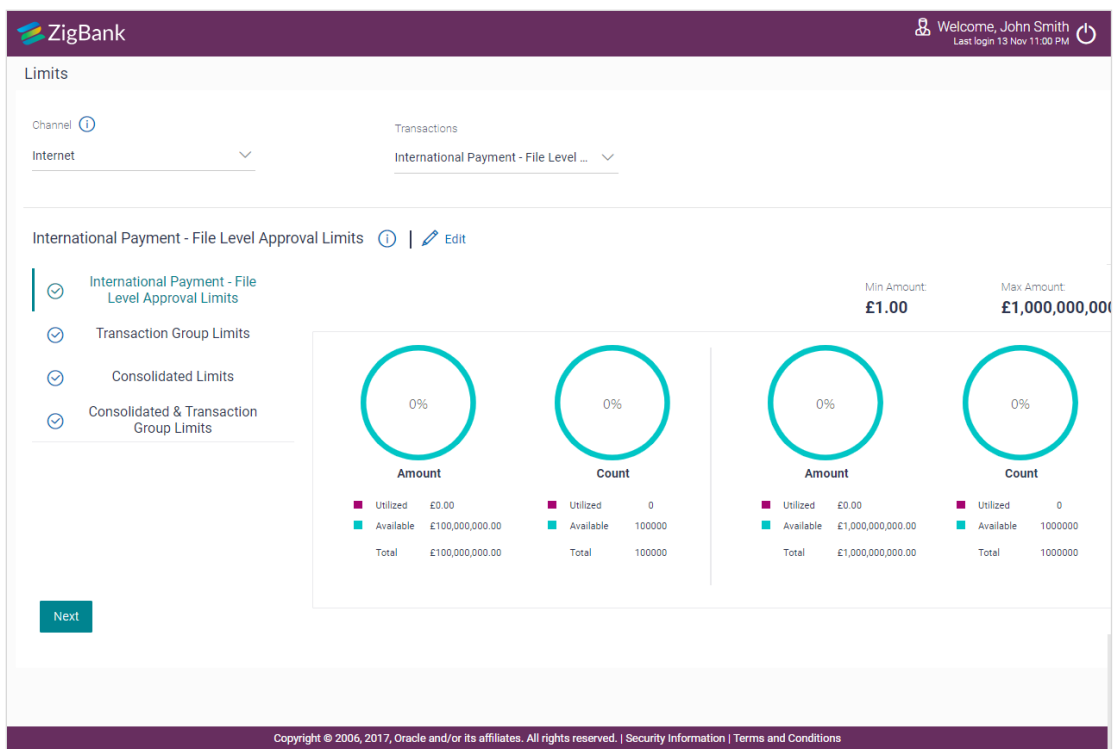 ZigBank
Welcome, John Smith
Last login 13 Nov 11:00 PM
Limits
Channel
Transactions
Internet
International Payment - File Level ...
International Payment - File Level Approval Limits
Edit
International Payment - File
Level Approval Limits
Transaction Group Limits
Consolidated Limits
Consolidated & Transaction
Group Limits
Min Amount:
£1.00
Max Amount:
£1,000,000,00
0%
Amount
Utilized £0.00
Available £100,000,000.00
Total £100,000,000.00
0%
Count
Utilized 0
Available 100000
Total 100000
0%
Amount
Utilized £0.00
Available £1,000,000,000.00
Total £1,000,000,000.00
0%
Count
Utilized 0
Available 1000000
Total 1000000
Next
Copyright © 2006, 2017, Oracle and/or its affiliates. All rights reserved. | Security Information | Terms and Conditions